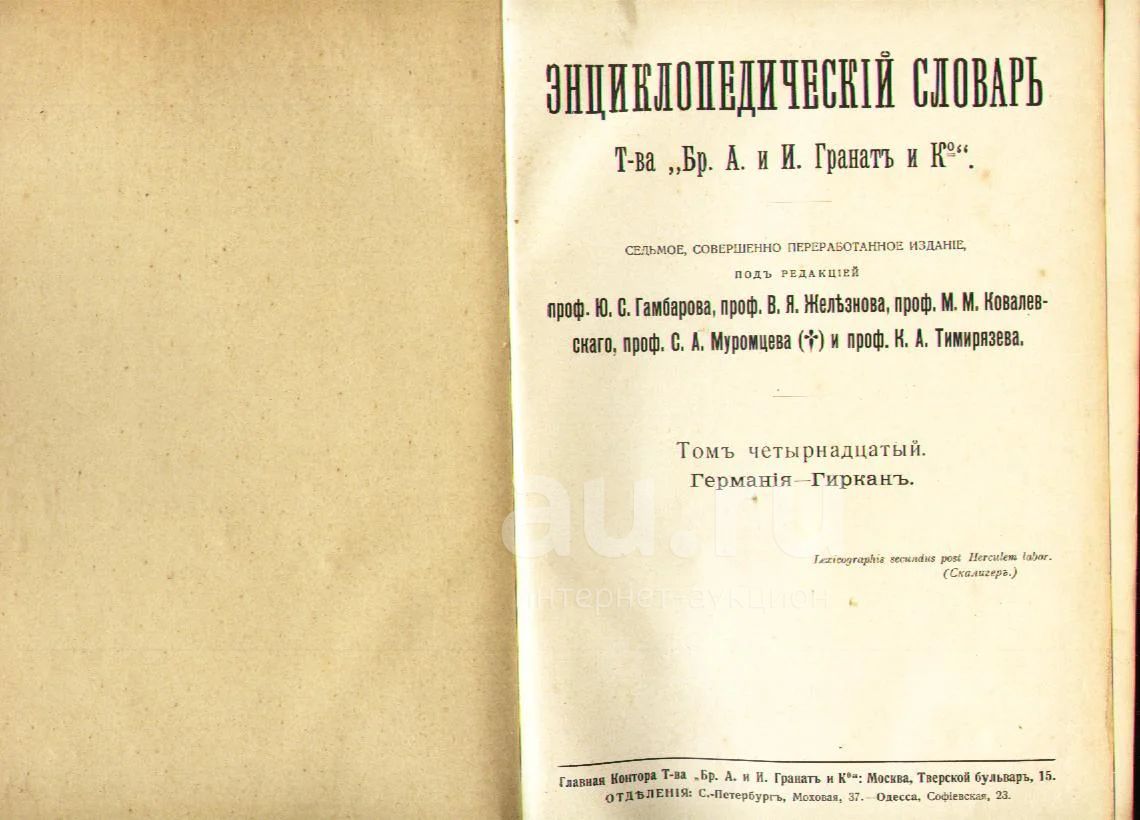 ЭНЦИКЛОПЕДИЧЕСКІЙ СЛОВАРЬ
Т-ва „Бр. А. и И. Гранатъ и Кº“.
СЕДЬМОЕ, СОВЕРШЕННО ПЕРЕРАБОТАННОЕ ИЗДАНІЕ,
ПОДЪ РЕДАКЦІЕЙ
проф. Ю. С. Гамбарова, проф. В. Я. Желѣзнова, проф. М. М. Ковалев-
скаго, проф. С. А. Муромцева (✝) и проф. К. А. Тимирязева.
Томъ четырнадцатый.
Германія—Гирканъ.
au.ru
интернет-аукцион
Lexicographis secundus post Herculem labor.
(Скалигеръ.)
Главная Контора Т-ва „Бр. А. и И. Гранатъ и Кº“: Москва, Тверской бульваръ, 15.
ОТДѢЛЕНІЯ: С.-Петербургъ, Моховая, 37.—Одесса, Софіевская, 23.